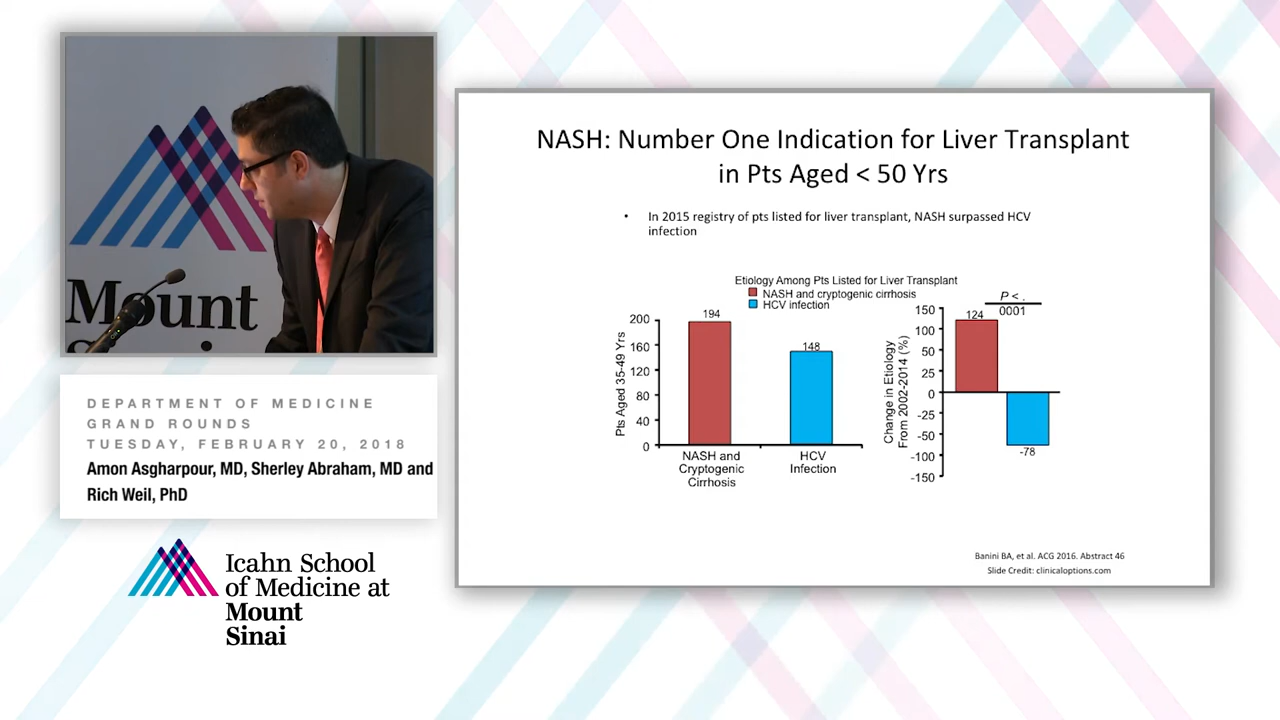 Mount
DEPARTMENT OF MEDICINE
GRAND ROUNDS
TUESDAY, FEBRUARY 20, 2018
Amon Asgharpour, MD, Sherley Abraham, MD and
Rich Weil, PhD
Icahn School
of Medicine at
Mount
Sinai
NASH: Number One Indication for Liver Transplant
in Pts Aged < 50 Yrs
• In 2015 registry of pts listed for liver transplant, NASH surpassed HCV
infection
Etiology Among Pts Listed for Liver Transplant
NASH and cryptogenic cirrhosis
HCV infection
Pts Aged 35-49 Yrs
200
160
120
80
40
0
194
148
NASH and
Cryptogenic
Cirrhosis
HCV
Infection
Change in Etiology
From 2002-2014 (%)
150
100
50
25
0
-25
-50
-100
-150
124
P < .
0001
-78
Banini BA, et al. ACG 2016. Abstract 46
Slide Credit: clinicaloptions.com